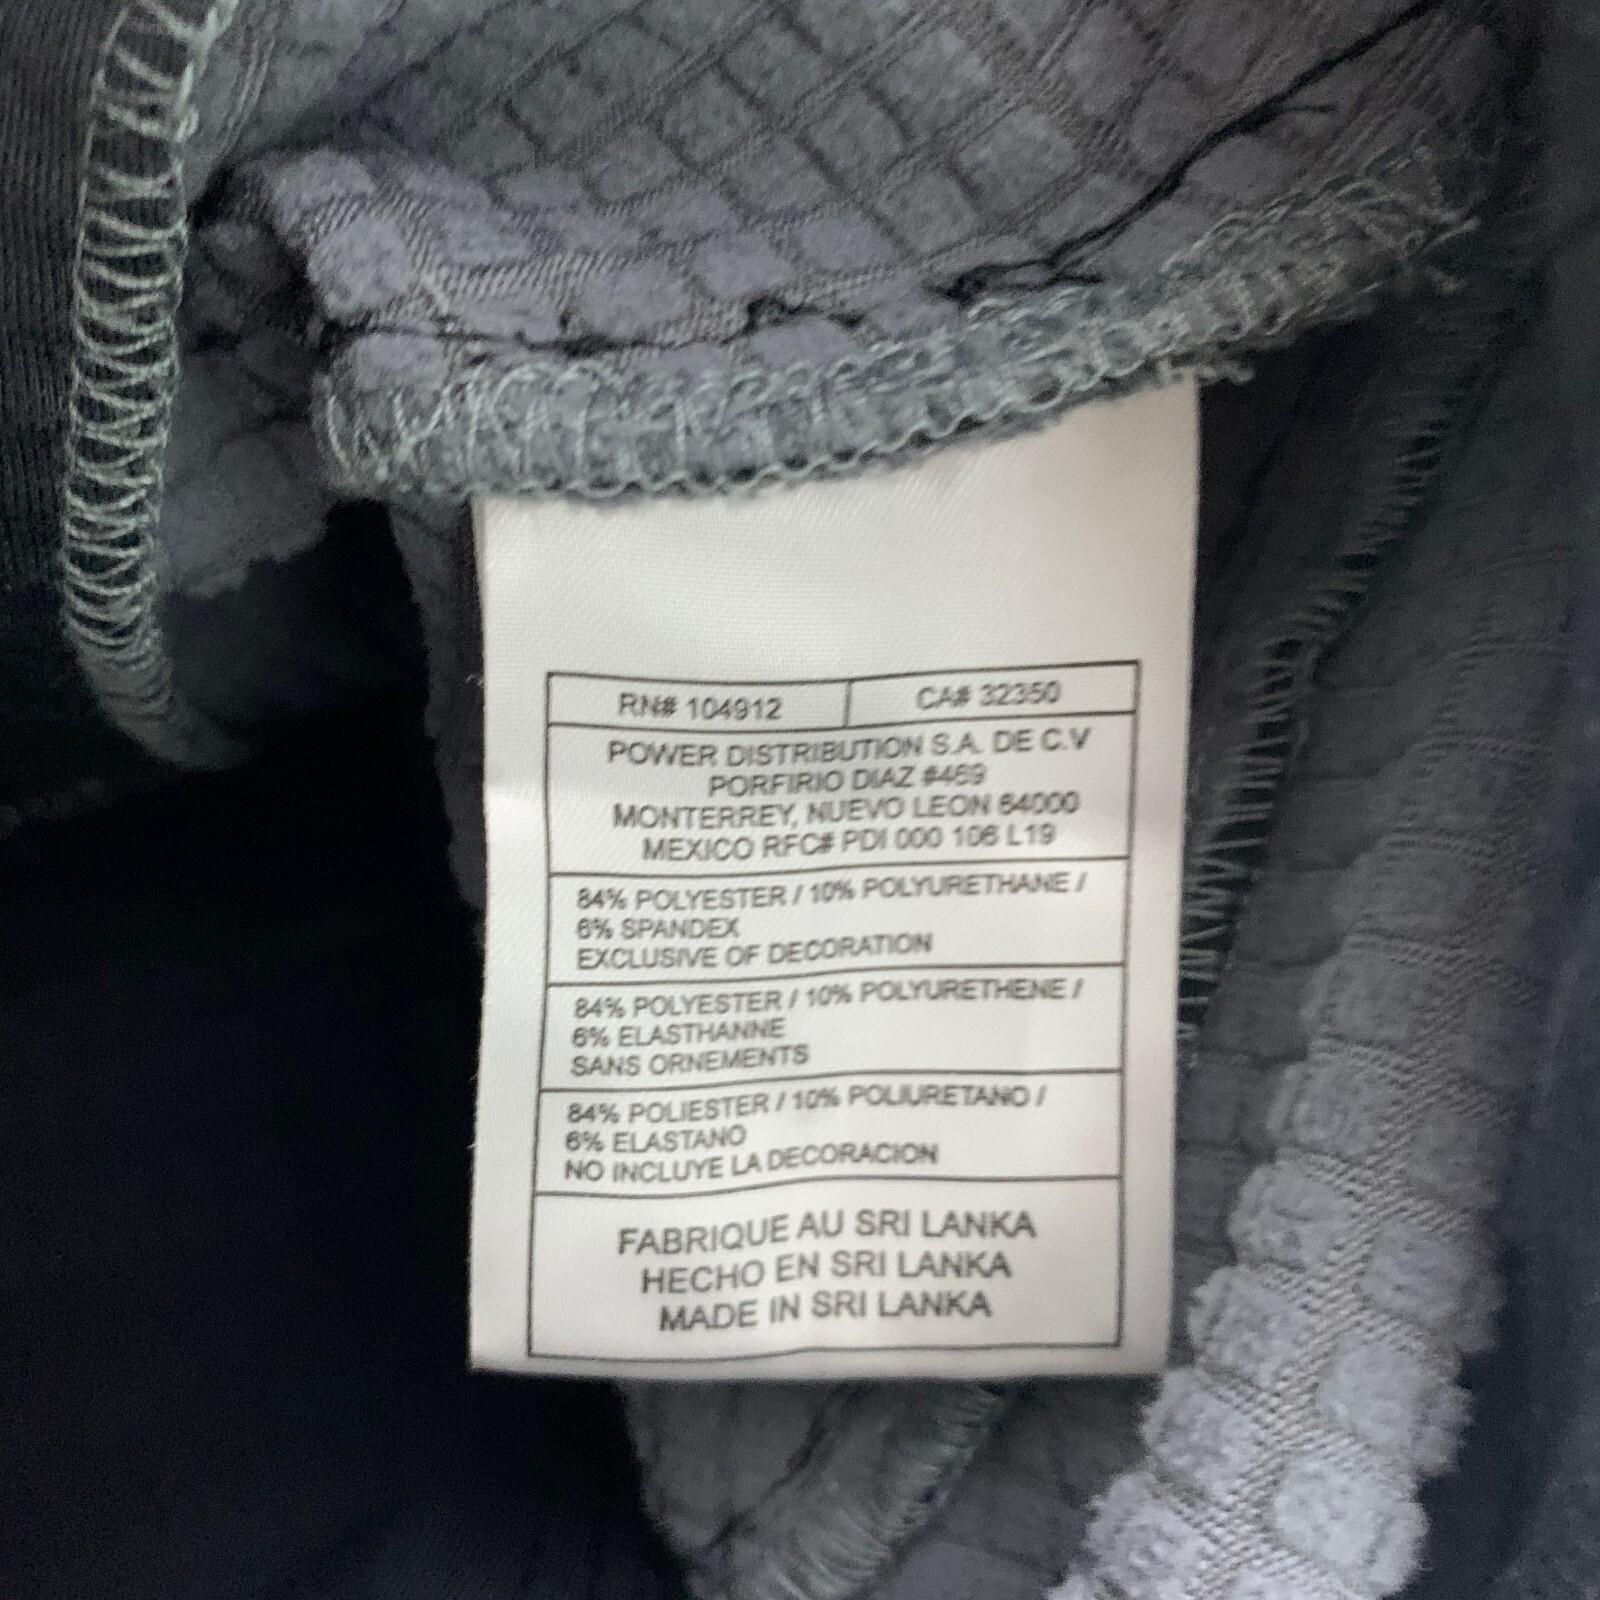 RN# 104912 CA# 32350
POWER DISTRIBUTION S.A. DE C.V
PORFIRIO DIAZ #469
MONTERREY, NUEVO LEON 64000
MEXICO RFC# PDI 000 106 L19
84% POLYESTER / 10% POLYURETHANE /
6% SPANDEX
EXCLUSIVE OF DECORATION
84% POLYESTER / 10% POLYURETHENE /
6% ELASTHANNE
SANS ORNEMENTS
84% POLIESTER / 10% POLIURETANO /
6% ELASTANO
NO INCLUYE LA DECORACION
FABRIQUE AU SRI LANKA
HECHO EN SRI LANKA
MADE IN SRI LANKA